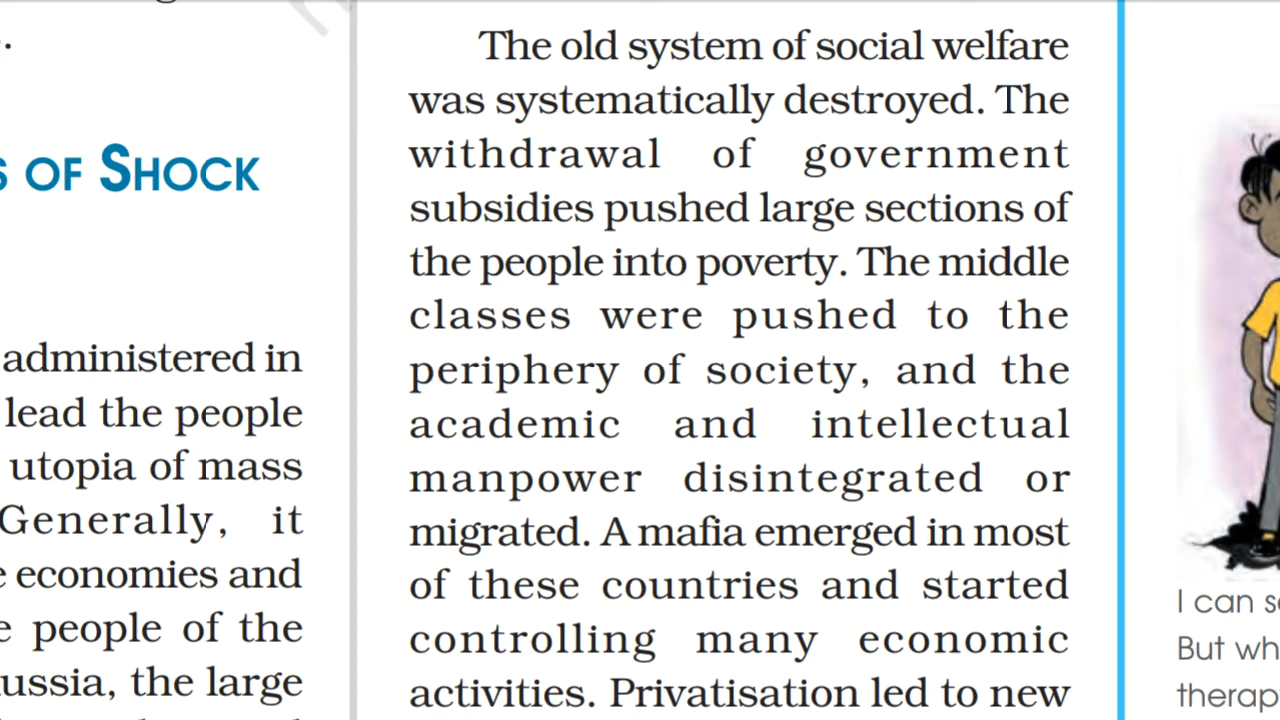 .
S OF SHOCK
administered in
lead the people
utopia of mass
Generally, it
economies and
people of the
the large
The old system of social welfare
was systematically destroyed. The
withdrawal of government
subsidies pushed large sections of
the people into poverty. The middle
classes were pushed to the
periphery of society, and the
academic and intellectual
manpower disintegrated or
migrated. A mafia emerged in most
of these countries and started
controlling many economic
activities. Privatisation led to new
I can
But